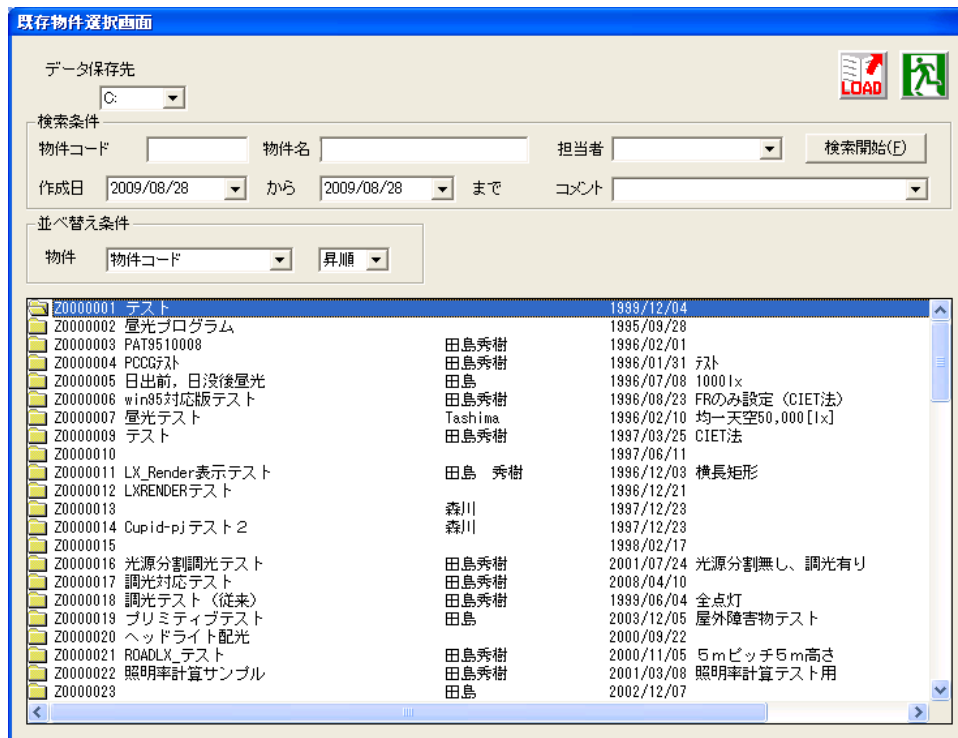 既存物件選択画面
データ保存先
LOAD
C:
検索条件
物件コード 物件名 担当者 検索開始(F)
作成日 2009/08/28 から 2009/08/28 まで コメント
並べ替え条件
物件 物件コード 昇順
Z0000001 テスト 1999/12/04
Z0000002 昼光プログラム 1995/09/28
Z0000003 PAT9510008 田島秀樹 1996/02/01
Z0000004 PCCGテスト 田島秀樹 1996/01/31 テスト
Z0000005 日出前，日没後昼光 田島 1996/07/08 1000lx
Z0000006 win95対応版テスト 田島秀樹 1996/08/23 FRのみ設定（CIET法）
Z0000007 昼光テスト Tashima 1996/02/10 均一天空50,000[lx]
Z0000009 テスト 田島秀樹 1997/03/25 CIET法
Z0000010 1997/06/11
Z0000011 LX_Render表示テスト 田島　秀樹 1996/12/03 横長矩形
Z0000012 LXRENDERテスト 1996/12/21
Z0000013 森川 1997/12/23
Z0000014 Cupid-pjテスト２ 森川 1997/12/23
Z0000015 1998/02/17
Z0000016 光源分割調光テスト 田島秀樹 2001/07/24 光源分割無し、調光有り
Z0000017 調光対応テスト 田島秀樹 2008/04/10
Z0000018 調光テスト（従来） 田島秀樹 1999/06/04 全点灯
Z0000019 プリミティブテスト 田島 2003/12/05 屋外障害物テスト
Z0000020 ヘッドライト配光 2000/09/22
Z0000021 ROADLX_テスト 田島秀樹 2000/11/05 ５ｍピッチ５ｍ高さ
Z0000022 照明率計算サンプル 田島秀樹 2001/03/08 照明率計算テスト用
Z0000023 田島 2002/12/07